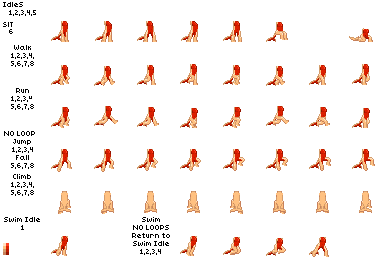 IdleS
1,2,3,4,5
SIT
6
Walk
1,2,3,4,
5,6,7,8
Run
1,2,3,4
5,6,7,8
NO LOOP
Jump
1,2,3,4
Fall
5,6,7,8
Climb
1,2,3,4,
5,6,7,8
Swim Idle
1
Swim
NO LOOPS
Return to
Swim Idle
1,2,3,4